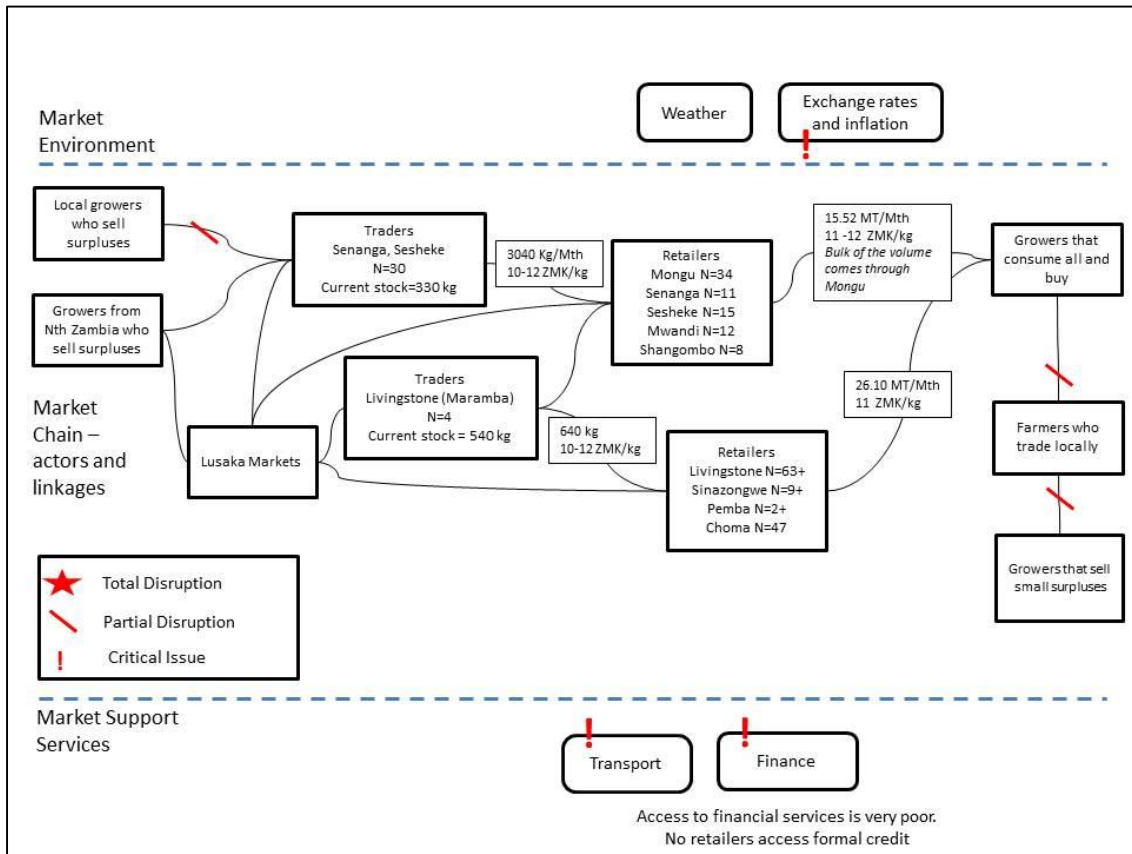 Market
Environment
Weather
Exchange rates
and inflation
Local growers
who sell
surpluses
Traders
Senanga, Sesheke
N=30
Current stock=330 kg
3040 Kg/Mth
10-12 ZMK/kg
Retailers
Mongu N=34
Senanga N=11
Sesheke N=15
Mwandi N=12
Shangombo N=8
15.52 MT/Mth
11 -12 ZMK/kg
Bulk of the volume
comes through
Mongu
Growers that
consume all and
buy
Growers from
Nth Zambia who
sell surpluses
Traders
Livingstone (Maramba)
N=4
Current stock = 540 kg
26.10 MT/Mth
11 ZMK/kg
Market
Chain –
actors and
linkages
Lusaka Markets
640 kg
10-12 ZMK/kg
Retailers
Livingstone N=63+
Sinazongwe N=9+
Pemba N=2+
Choma N=47
Farmers who
trade locally
Growers that sell
small surpluses
Total Disruption
Partial Disruption
! Critical Issue
Market Support
Services
!
Transport
!
Finance
Access to financial services is very poor.
No retailers access formal credit